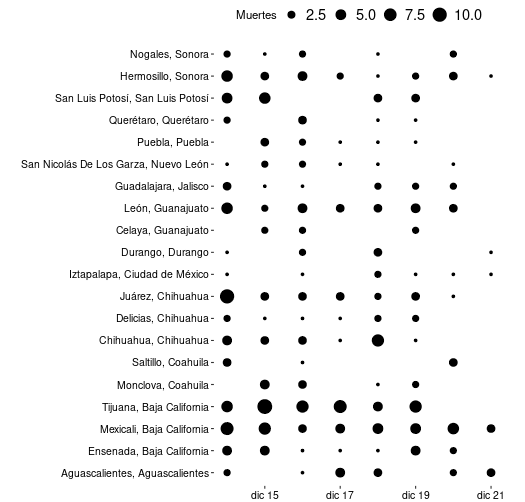 Muertes 2.5 5.0 7.5 10.0
Nogales, Sonora
Hermosillo, Sonora
San Luis Potosí, San Luis Potosí
Querétaro, Querétaro
Puebla, Puebla
San Nicolás De Los Garza, Nuevo León
Guadalajara, Jalisco
León, Guanajuato
Celaya, Guanajuato
Durango, Durango
Iztapalapa, Ciudad de México
Juárez, Chihuahua
Delicias, Chihuahua
Chihuahua, Chihuahua
Saltillo, Coahuila
Monclova, Coahuila
Tijuana, Baja California
Mexicali, Baja California
Ensenada, Baja California
Aguascalientes, Aguascalientes
dic 15 dic 17 dic 19 dic 21